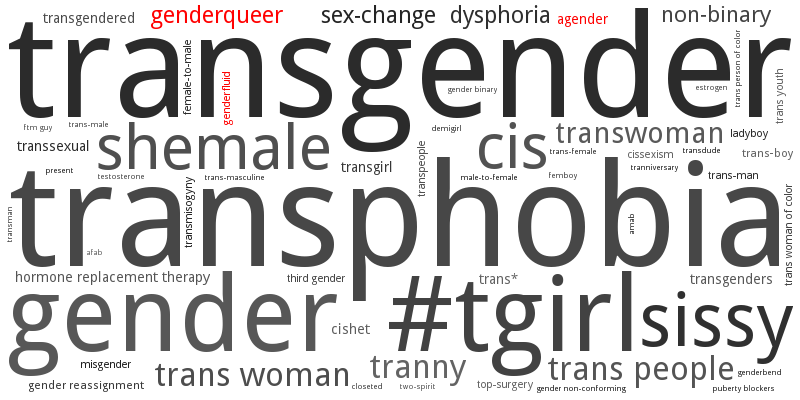 transgendered
genderqueer
sex-change
dysphoria
agender
non-binary
transgender
female-to-male
genderfluid
gender binary
estrogen
trans person of color
trans youth
ftm guy
trans-male
demigirl
transsexual
shemale
transgirl
transpeople
cis
transwoman
ladyboy
trans-female
cissexism
transdude
trans-boy
present
testosterone
trans-masculine
male-to-female
femboy
tranniversary
trans-man
transphobia
transman
afab
transmisogyny
amab
trans woman of color
hormone replacement therapy
third gender
trans*
transgenders
gender
cishet
#tgirl
sissy
misgender
gender reassignment
trans woman
closeted
tranny
two-spirit
top-surgery
trans people
gender non-conforming
genderbend
puberty blockers